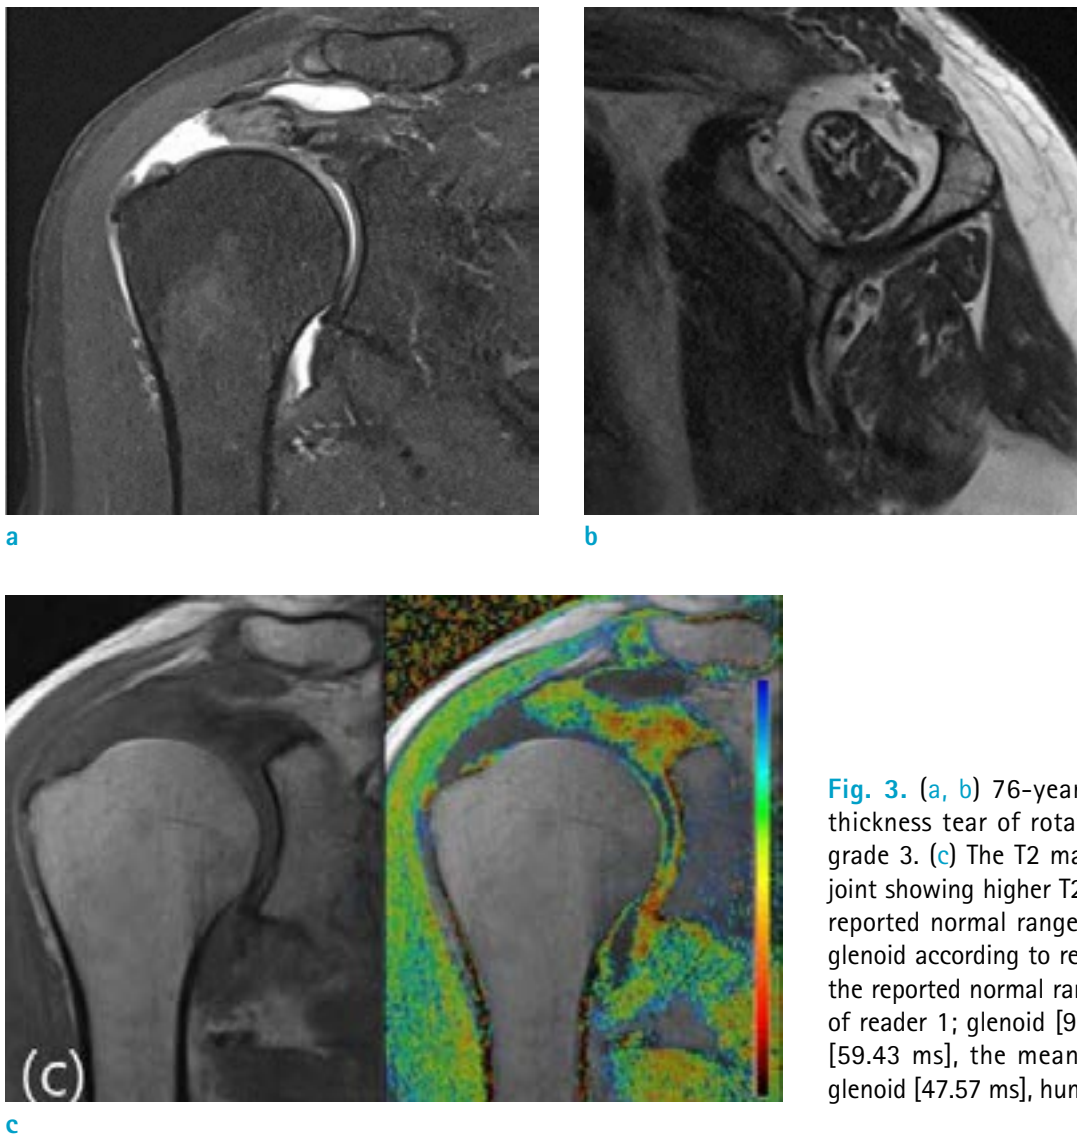 a
b
(c)
c
Fig. 3. (a, b) 76-year
thickness tear of rota
grade 3. (c) The T2 ma
joint showing higher T2
reported normal range
glenoid according to re
the reported normal ran
of reader 1; glenoid [9
[59.43 ms], the mean
glenoid [47.57 ms], hun